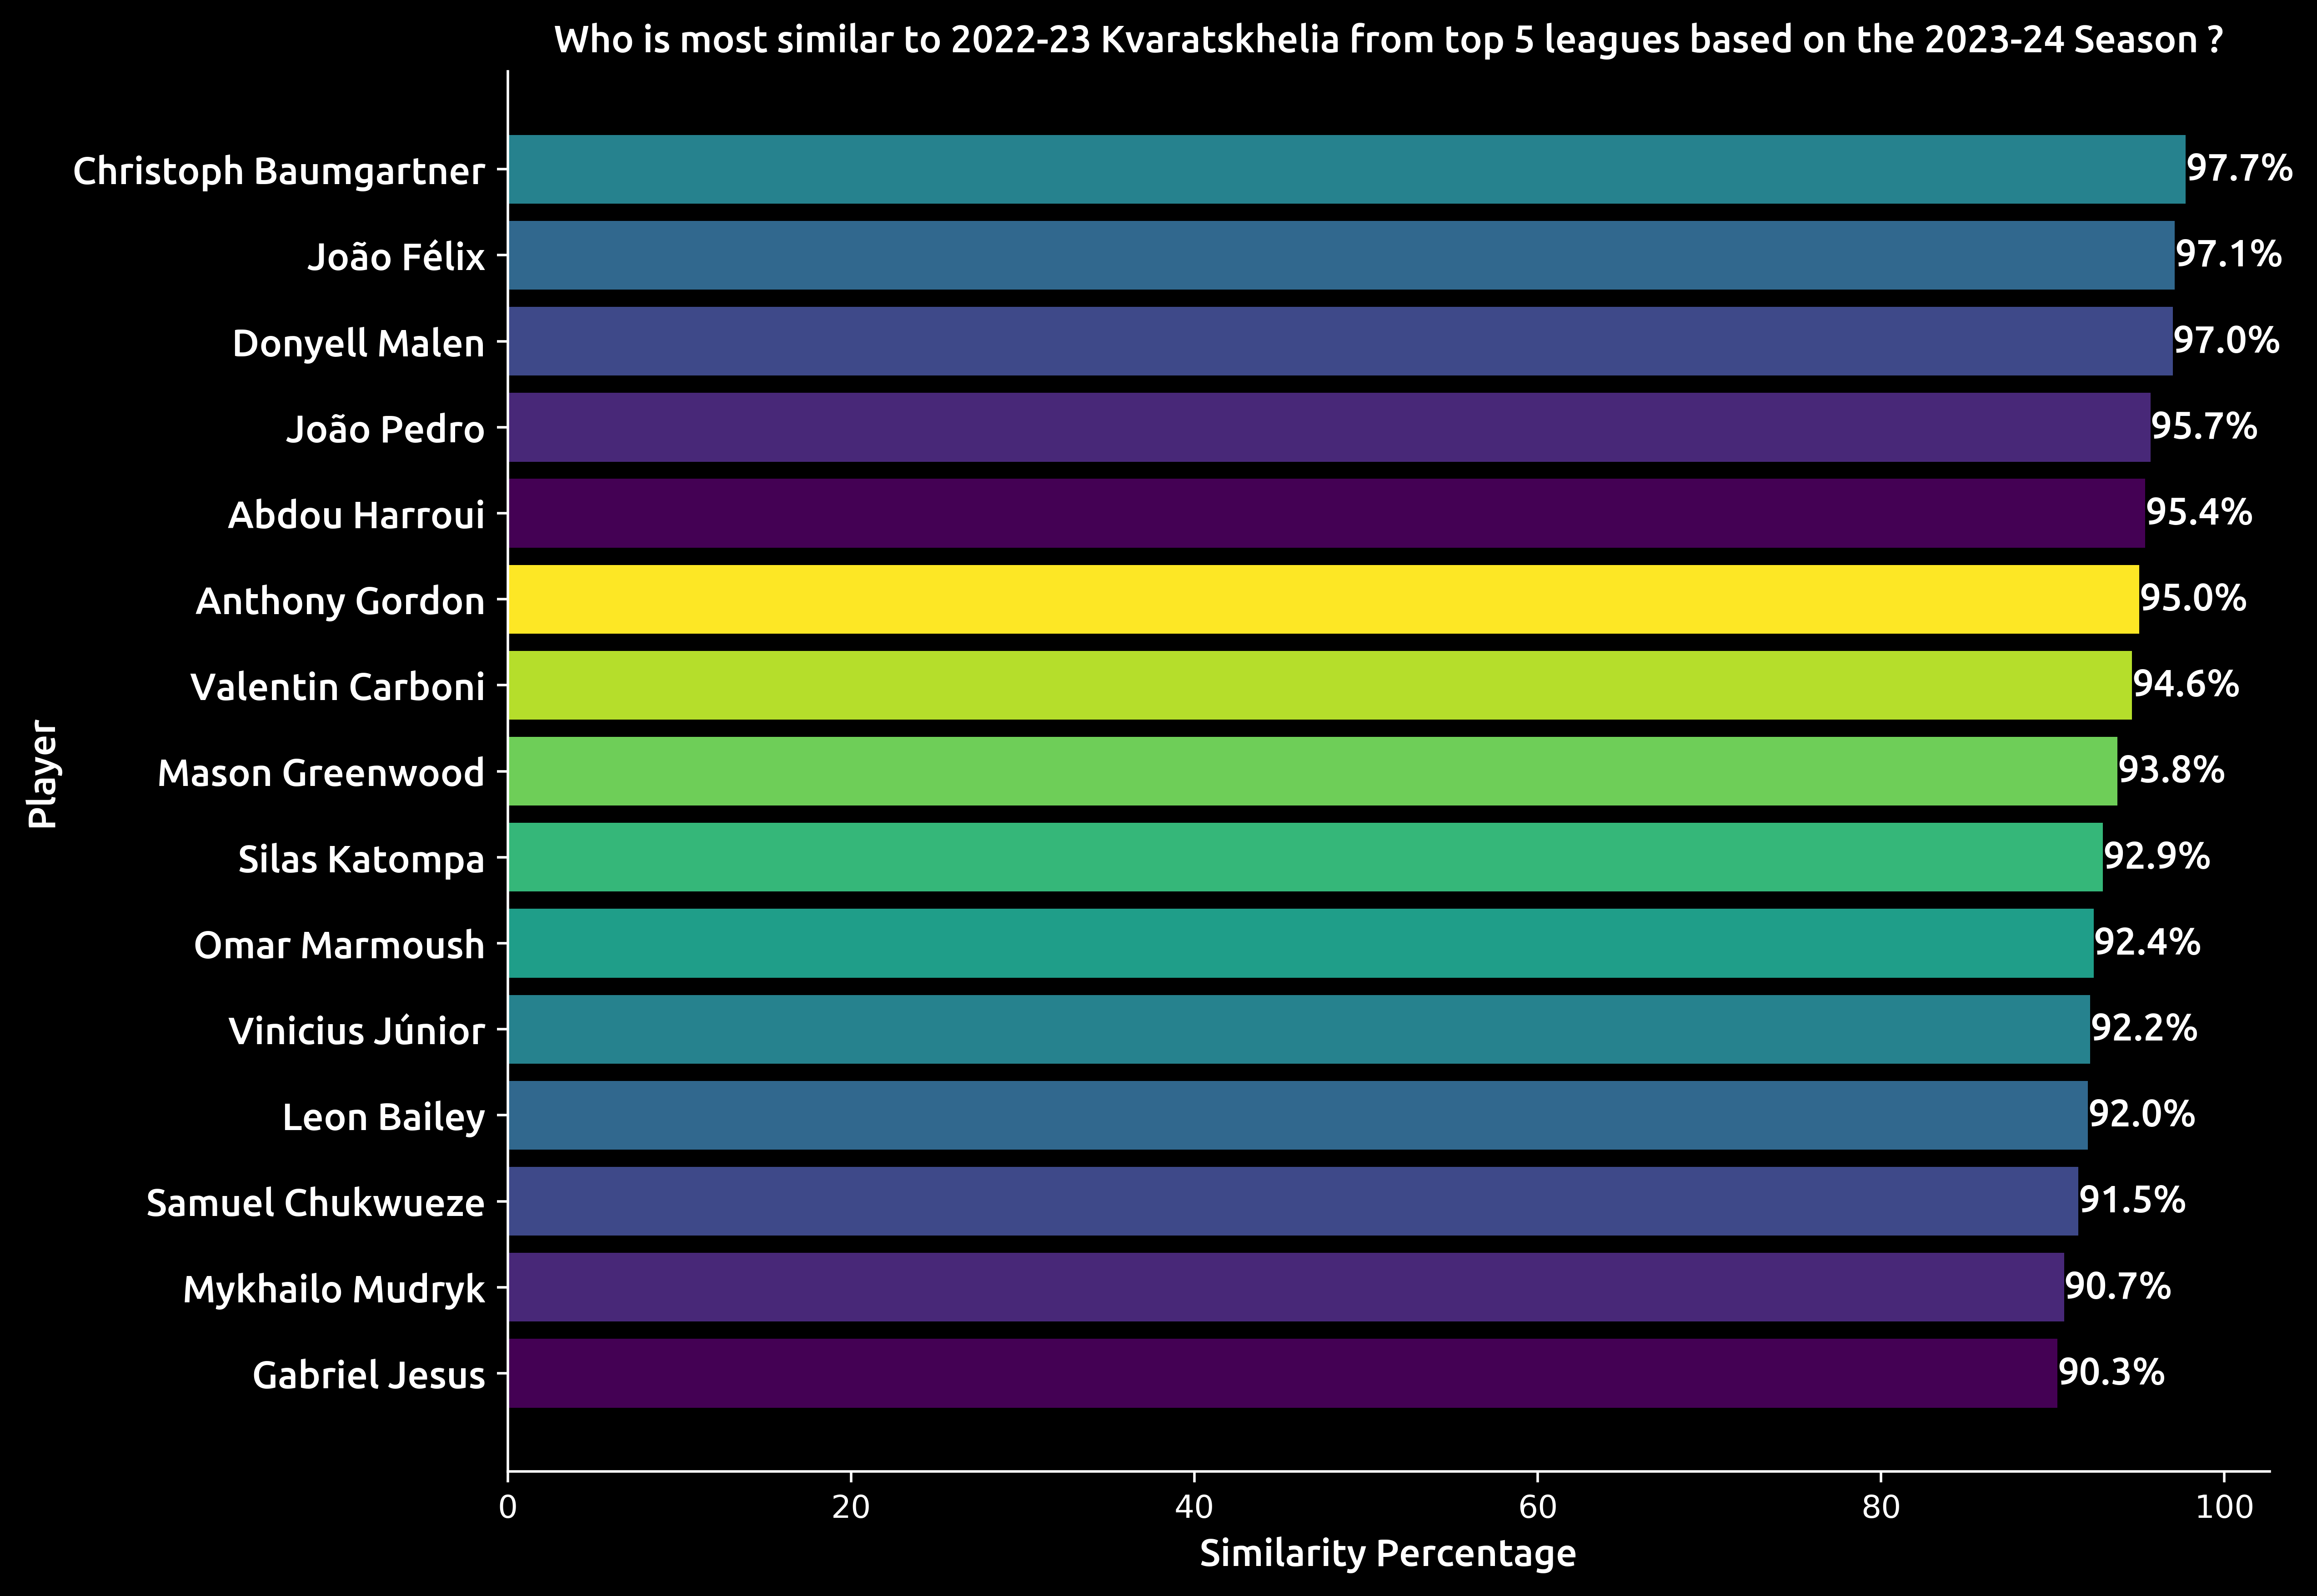 Who is most similar to 2022-23 Kvaratskhelia from top 5 leagues based on the 2023-24 Season ?
Christoph Baumgartner 97.7%
João Félix 97.1%
Donyell Malen 97.0%
João Pedro 95.7%
Abdou Harroui 95.4%
Anthony Gordon 95.0%
Valentin Carboni 94.6%
Mason Greenwood 93.8%
Silas Katompa 92.9%
Omar Marmoush 92.4%
Vinicius Júnior 92.2%
Leon Bailey 92.0%
Samuel Chukwueze 91.5%
Mykhailo Mudryk 90.7%
Gabriel Jesus 90.3%
Player
0 20 40 60 80 100
Similarity Percentage